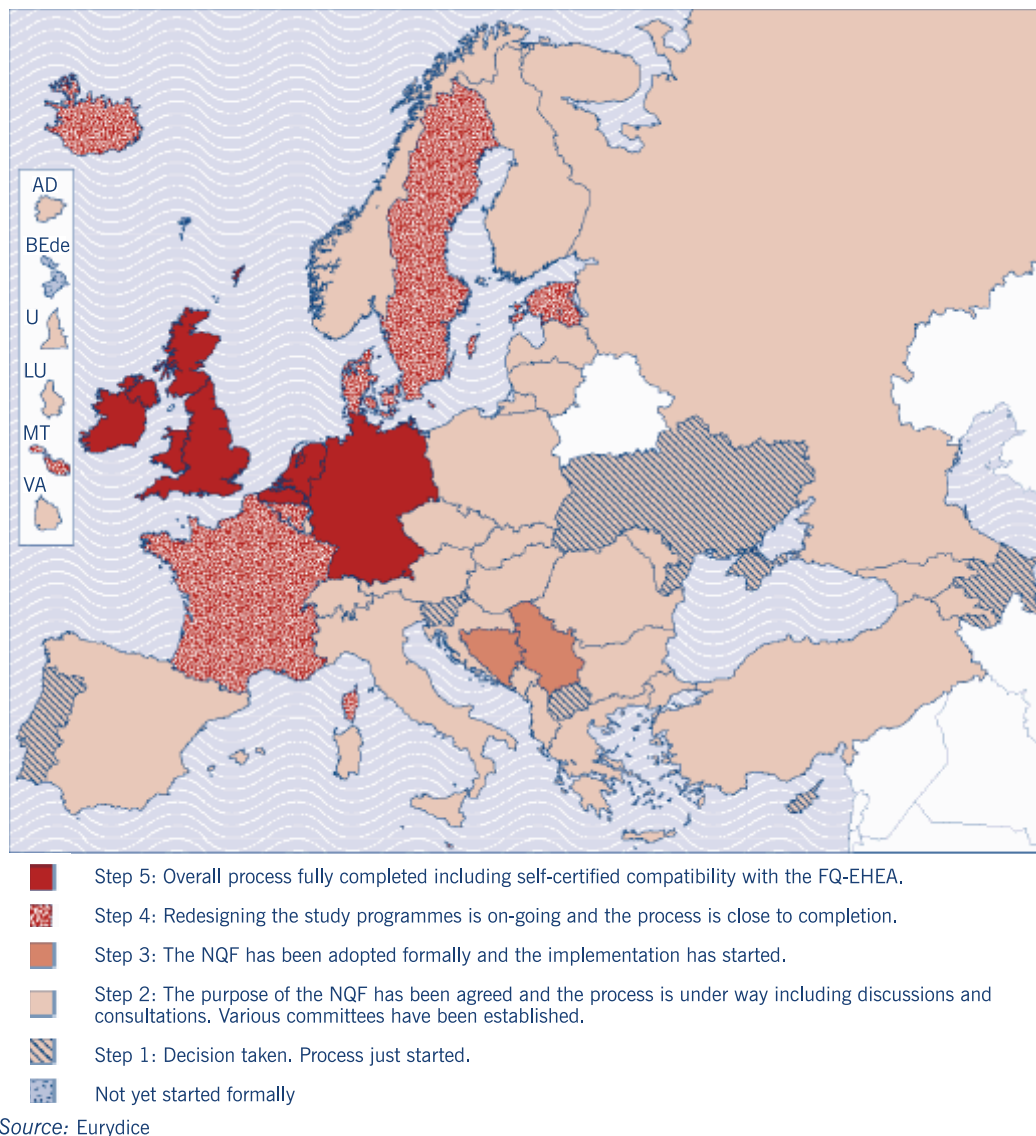 AD
BEde
U
LU
MT
VA
Step 5: Overall process fully completed including self-certified compatibility with the FQ-EHEA.
Step 4: Redesigning the study programmes is on-going and the process is close to completion.
Step 3: The NQF has been adopted formally and the implementation has started.
Step 2: The purpose of the NQF has been agreed and the process is under way including discussions and
consultations. Various committees have been established.
Step 1: Decision taken. Process just started.
Not yet started formally
Source: Eurydice